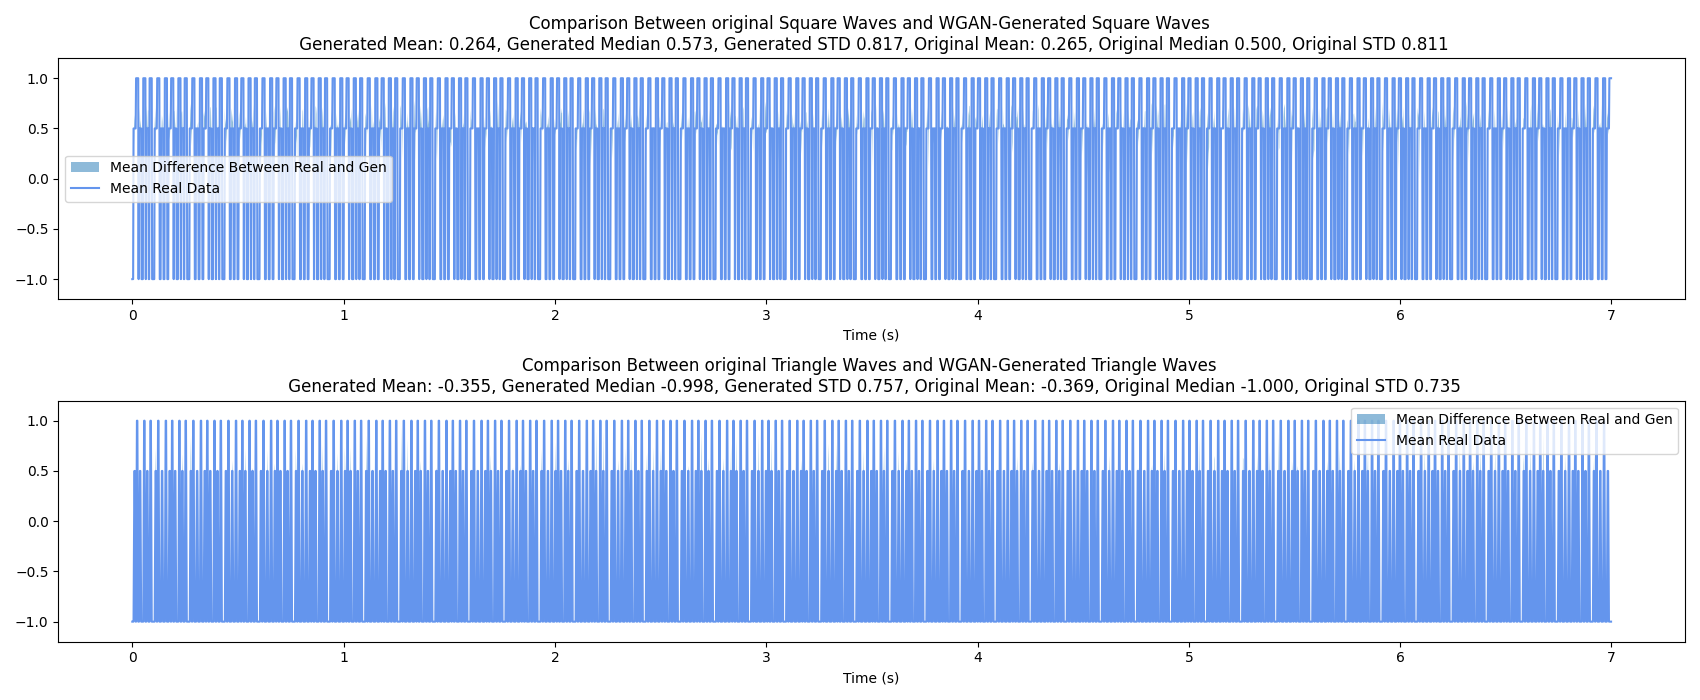 Comparison Between original Square Waves and WGAN-Generated Square Waves
Generated Mean: 0.264, Generated Median 0.573, Generated STD 0.817, Original Mean: 0.265, Original Median 0.500, Original STD 0.811
1.0
0.5
0.0
−0.5
−1.0
Mean Difference Between Real and Gen
Mean Real Data
0 1 2 3 4 5 6 7
Time (s)
Comparison Between original Triangle Waves and WGAN-Generated Triangle Waves
Generated Mean: -0.355, Generated Median -0.998, Generated STD 0.757, Original Mean: -0.369, Original Median -1.000, Original STD 0.735
1.0
0.5
0.0
−0.5
−1.0
Mean Difference Between Real and Gen
Mean Real Data
0 1 2 3 4 5 6 7
Time (s)